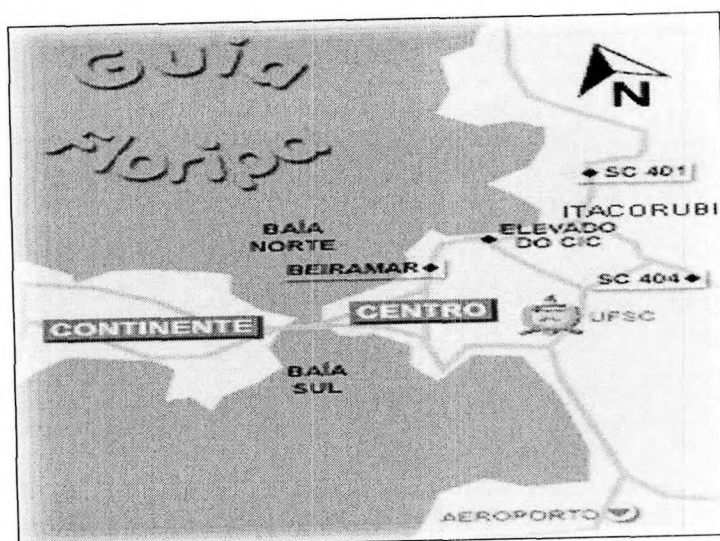 Guia
Floripa
N
SC 401
ITACORUBI
BAÍA
NORTE
ELEVADO
DO CIC
BEIRAMAR
SC 404
CONTINENTE
CENTRO
UFSC
BAÍA
SUL
AEROPORTO